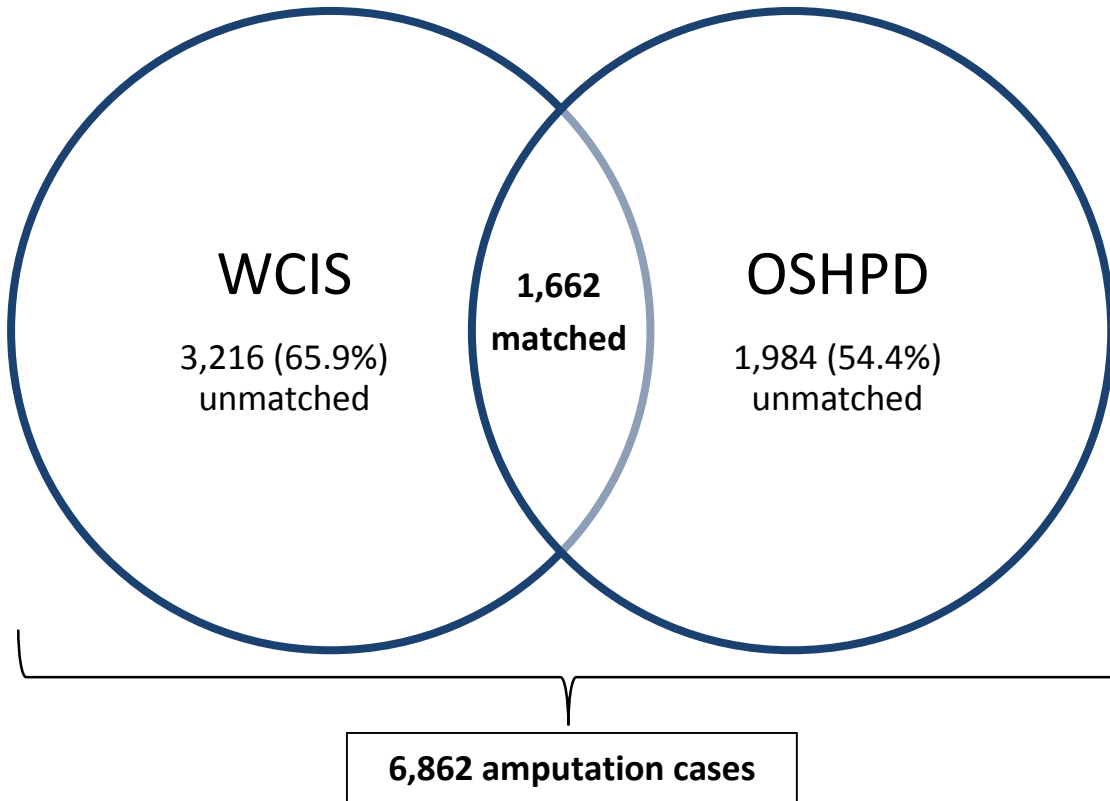 WCIS
3,216 (65.9%)
unmatched
1,662
matched
OSHPD
1,984 (54.4%)
unmatched
6,862 amputation cases